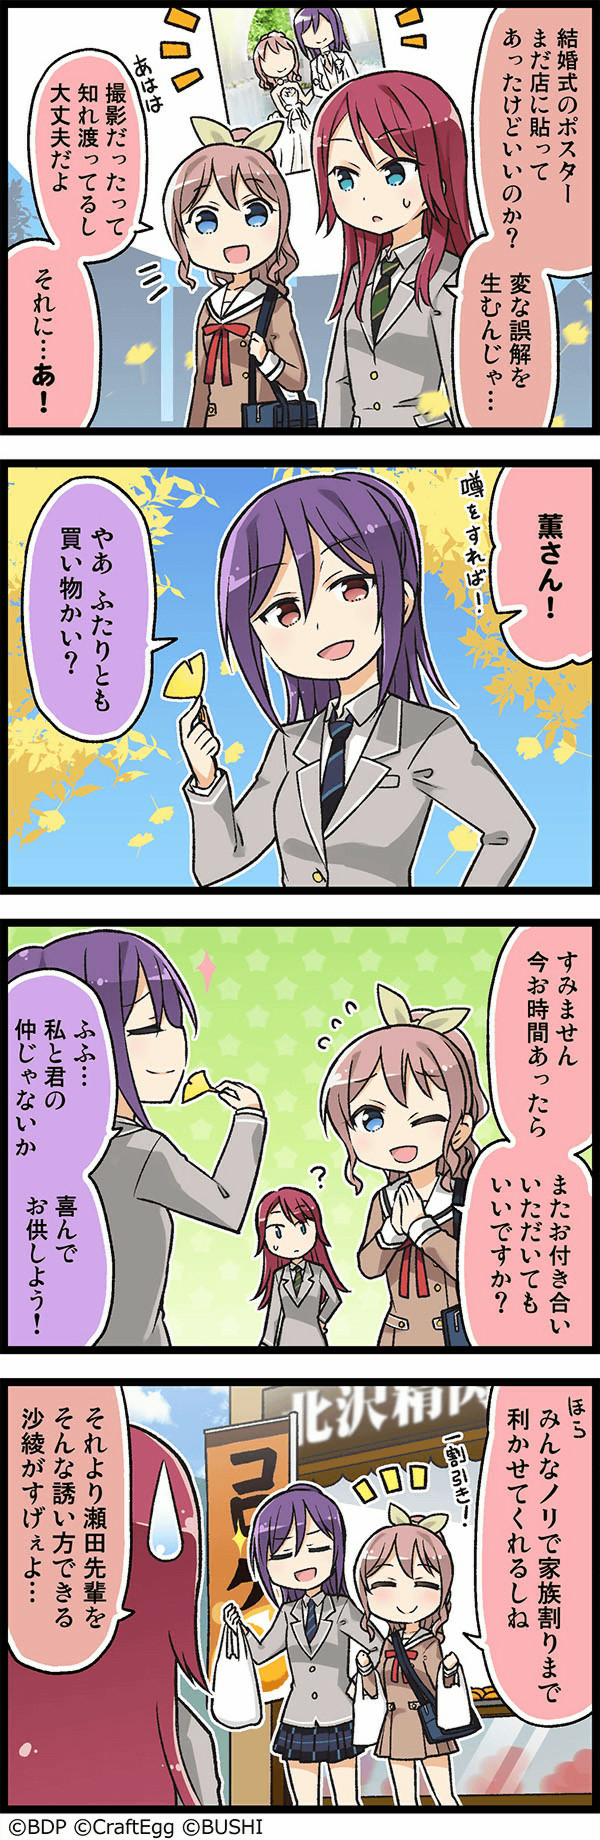 結婚式のポスター
まだ店に貼って
あったけどいいのか？
変な誤解を
生むんじゃ…
あはは
撮影だったって
知れ渡ってるし
大丈夫だよ
それに…あ！
薫さん！
噂をすれば！
やあ ふたりとも
買い物かい？
すみません
今お時間あったら
またお付き合い
いただいても
いいですか？
?
ふふ…
私と君の
仲じゃないか
喜んで
お供しよう！
ほら
みんなノリで家族割りまで
利かせてくれるしね
北沢精肉
一割引き！
コロッケ
それより瀬田先輩を
そんな誘い方できる
沙綾がすげぇよ…
©BDP ©CraftEgg ©BUSHI